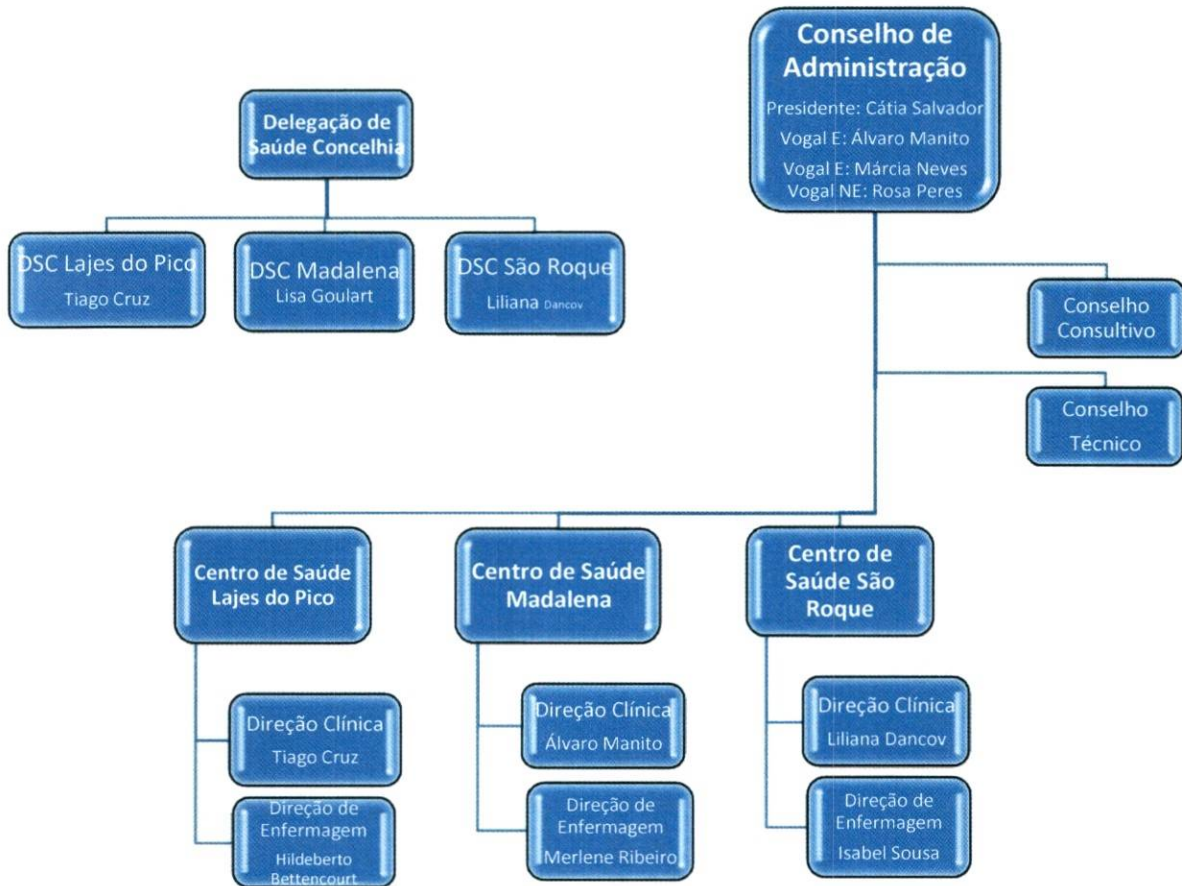 Conselho de
Administração
Presidente: Cátia Salvador
Vogal E: Álvaro Manito
Vogal E: Márcia Neves
Vogal NE: Rosa Peres
Delegação de
Saúde Concelhia
DSC Lajes do Pico
Tiago Cruz
DSC Madalena
Lisa Goulart
DSC São Roque
Liliana Dancov
Conselho
Consultivo
Conselho
Técnico
Centro de Saúde
Lajes do Pico
Centro de Saúde
Madalena
Centro de
Saúde São
Roque
Direção Clínica
Tiago Cruz
Direção de
Enfermagem
Hildeberto
Bettencourt
Direção Clínica
Álvaro Manito
Direção de
Enfermagem
Merlene Ribeiro
Direção Clínica
Liliana Dancov
Direção de
Enfermagem
Isabel Sousa